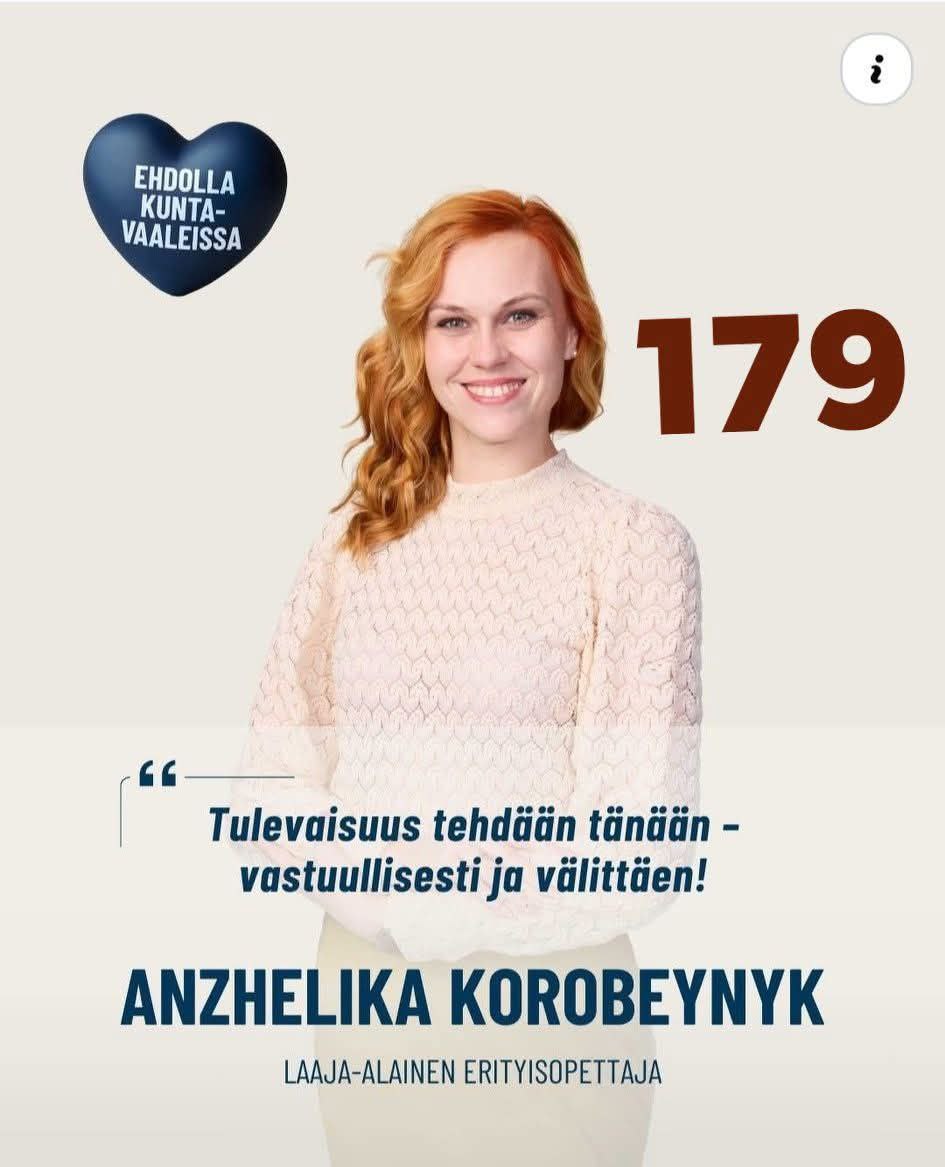 EHDOLLA
KUNTA-
VAALEISSA
179
“
Tulevaisuus tehdään tänään –
vastuullisesti ja välittäen!
ANZHELIKA KOROBEYNYK
LAAJA-ALAINEN ERITYISOPETTAJA